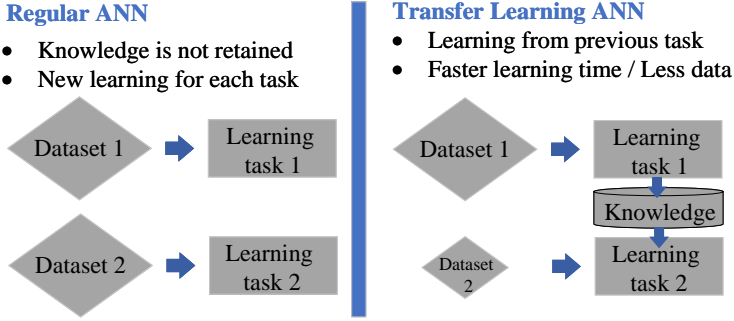 Regular ANN
• Knowledge is not retained
• New learning for each task
Dataset 1
Learning
task 1
Dataset 2
Learning
task 2
Transfer Learning ANN
• Learning from previous task
• Faster learning time / Less data
Dataset 1
Learning
task 1
Knowledge
Dataset
2
Learning
task 2